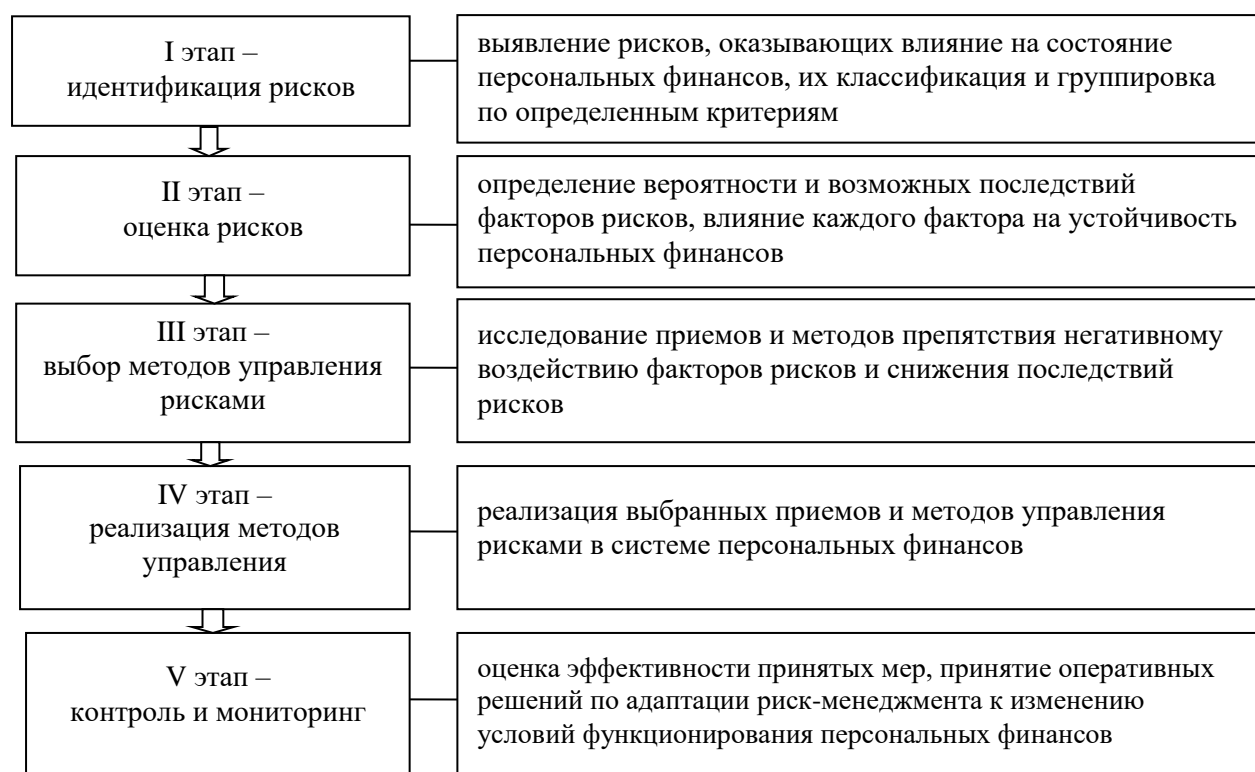 I этап –
идентификация рисков
выявление рисков, оказывающих влияние на состояние
персональных финансов, их классификация и группировка
по определенным критериям
II этап –
оценка рисков
определение вероятности и возможных последствий
факторов рисков, влияние каждого фактора на устойчивость
персональных финансов
III этап –
выбор методов управления
рисками
исследование приемов и методов препятствия негативному
воздействию факторов рисков и снижения последствий
рисков
IV этап –
реализация методов
управления
реализация выбранных приемов и методов управления
рисками в системе персональных финансов
V этап –
контроль и мониторинг
оценка эффективности принятых мер, принятие оперативных
решений по адаптации риск-менеджмента к изменению
условий функционирования персональных финансов